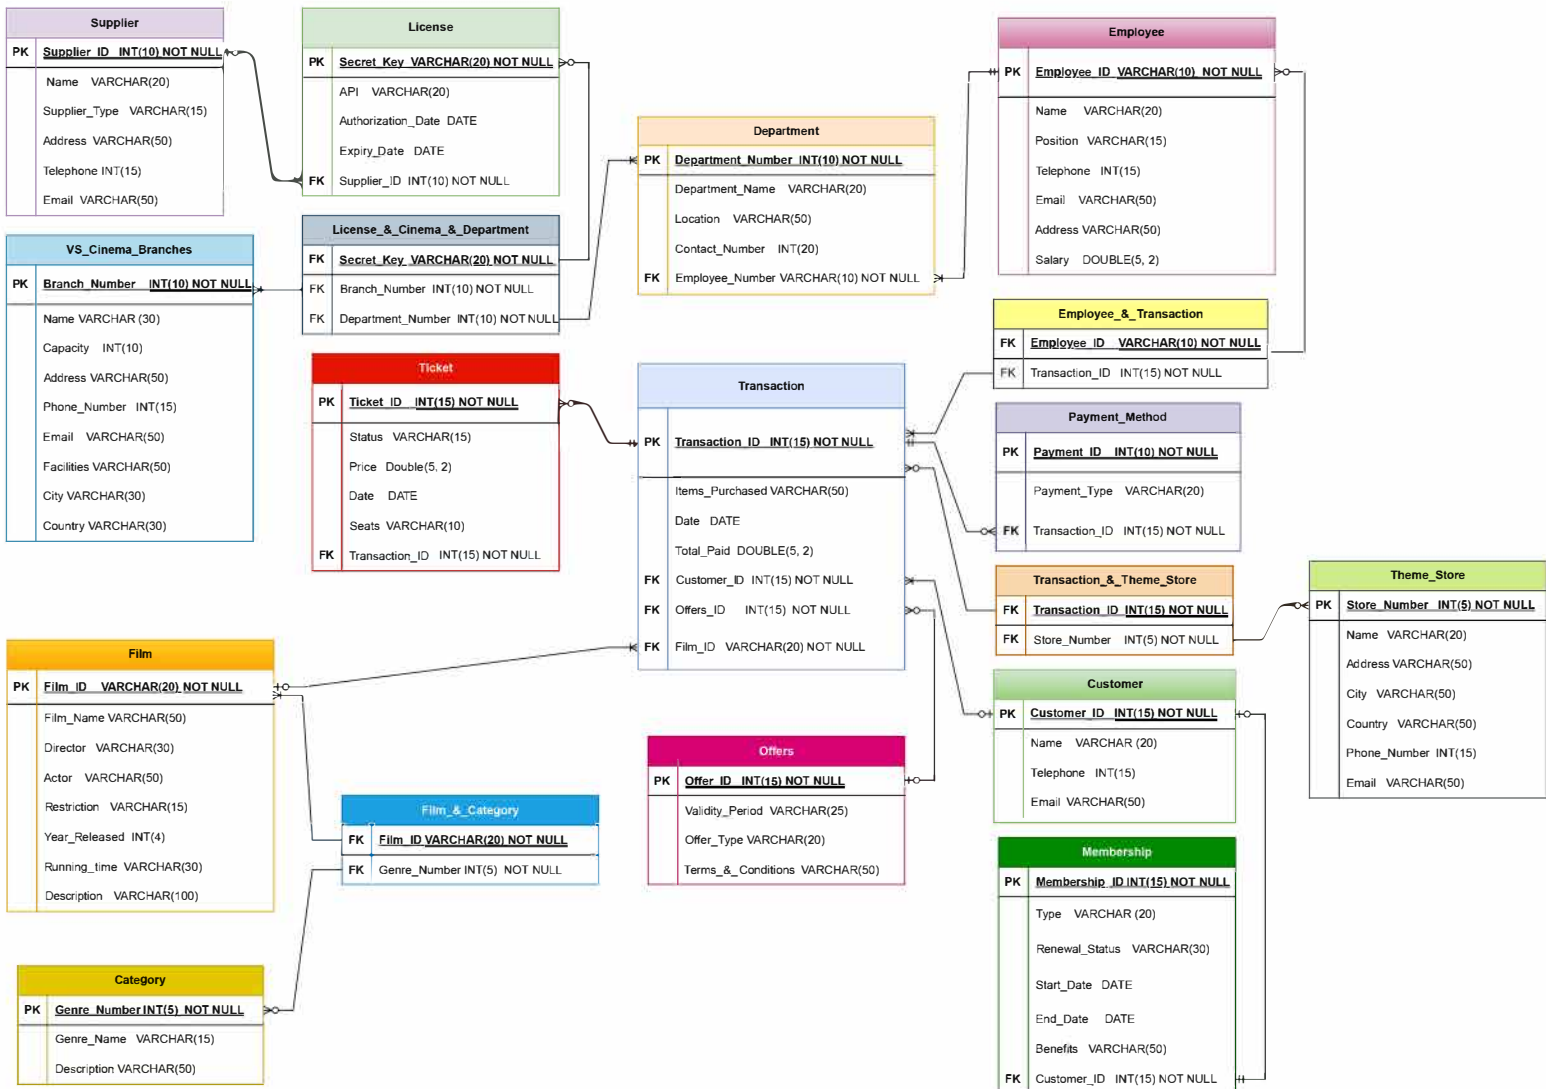 Supplier
PK Supplier_ID INT(10) NOT NULL
Name VARCHAR(20)
Supplier_Type VARCHAR(15)
Address VARCHAR(50)
Telephone INT(15)
Email VARCHAR(50)
License
PK Secret_Key VARCHAR(20) NOT NULL
API VARCHAR(20)
Authorization_Date DATE
Expiry_Date DATE
FK Supplier_ID INT(10) NOT NULL
Employee
PK Employee_ID VARCHAR(10) NOT NULL
Name VARCHAR(20)
Position VARCHAR(15)
Telephone INT(15)
Email VARCHAR(50)
Address VARCHAR(50)
Salary DOUBLE(5, 2)
Department
PK Department_Number INT(10) NOT NULL
Department_Name VARCHAR(20)
Location VARCHAR(50)
Contact_Number INT(20)
FK Employee_Number VARCHAR(10) NOT NULL
VS_Cinema_Branches
PK Branch_Number INT(10) NOT NULL
Name VARCHAR (30)
Capacity INT(10)
Address VARCHAR(50)
Phone_Number INT(15)
Email VARCHAR(50)
Facilities VARCHAR(50)
City VARCHAR(30)
Country VARCHAR(30)
License_&_Cinema_&_Department
FK Secret_Key VARCHAR(20) NOT NULL
FK Branch_Number INT(10) NOT NULL
FK Department_Number INT(10) NOT NULL
Employee_&_Transaction
FK Employee_ID VARCHAR(10) NOT NULL
FK Transaction_ID INT(15) NOT NULL
Ticket
PK Ticket_ID INT(15) NOT NULL
Status VARCHAR(15)
Price Double(5, 2)
Date DATE
Seats VARCHAR(10)
FK Transaction_ID INT(15) NOT NULL
Transaction
PK Transaction_ID INT(15) NOT NULL
Items_Purchased VARCHAR(50)
Date DATE
Total_Paid DOUBLE(5, 2)
FK Customer_ID INT(15) NOT NULL
FK Offers_ID INT(15) NOT NULL
FK Film_ID VARCHAR(20) NOT NULL
Payment_Method
PK Payment_ID INT(10) NOT NULL
Payment_Type VARCHAR(20)
FK Transaction_ID INT(15) NOT NULL
Transaction_&_Theme_Store
FK Transaction_ID INT(15) NOT NULL
FK Store_Number INT(5) NOT NULL
Theme_Store
PK Store_Number INT(5) NOT NULL
Name VARCHAR(20)
Address VARCHAR(50)
City VARCHAR(50)
Country VARCHAR(50)
Phone_Number INT(15)
Email VARCHAR(50)
Film
PK Film_ID VARCHAR(20) NOT NULL
Film_Name VARCHAR(50)
Director VARCHAR(30)
Actor VARCHAR(50)
Restriction VARCHAR(15)
Year_Released INT(4)
Running_time VARCHAR(30)
Description VARCHAR(100)
Customer
PK Customer_ID INT(15) NOT NULL
Name VARCHAR (20)
Telephone INT(15)
Email VARCHAR(50)
Offers
PK Offer_ID INT(15) NOT NULL
Validity_Period VARCHAR(25)
Offer_Type VARCHAR(20)
Terms_&_Conditions VARCHAR(50)
Film_&_Category
FK Film_ID VARCHAR(20) NOT NULL
FK Genre_Number INT(5) NOT NULL
Membership
PK Membership_ID INT(15) NOT NULL
Type VARCHAR (20)
Renewal_Status VARCHAR(30)
Start_Date DATE
End_Date DATE
Benefits VARCHAR(50)
FK Customer_ID INT(15) NOT NULL
Category
PK Genre_Number INT(5) NOT NULL
Genre_Name VARCHAR(15)
Description VARCHAR(50)